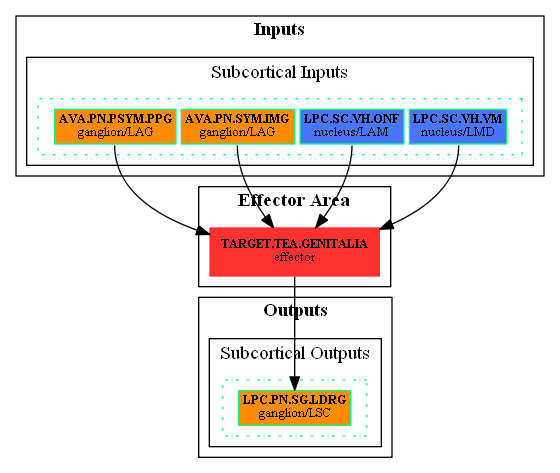 Inputs
Subcortical Inputs
AVA.PN.PSYM.PPG
ganglion/LAG
AVA.PN.SYM.IMG
ganglion/LAG
LPC.SC.VH.ONF
nucleus/LAM
LPC.SC.VH.VM
nucleus/LMD
Effector Area
TARGET.TEA.GENITALIA
effector
Outputs
Subcortical Outputs
LPC.PN.SG.LDRG
ganglion/LSC